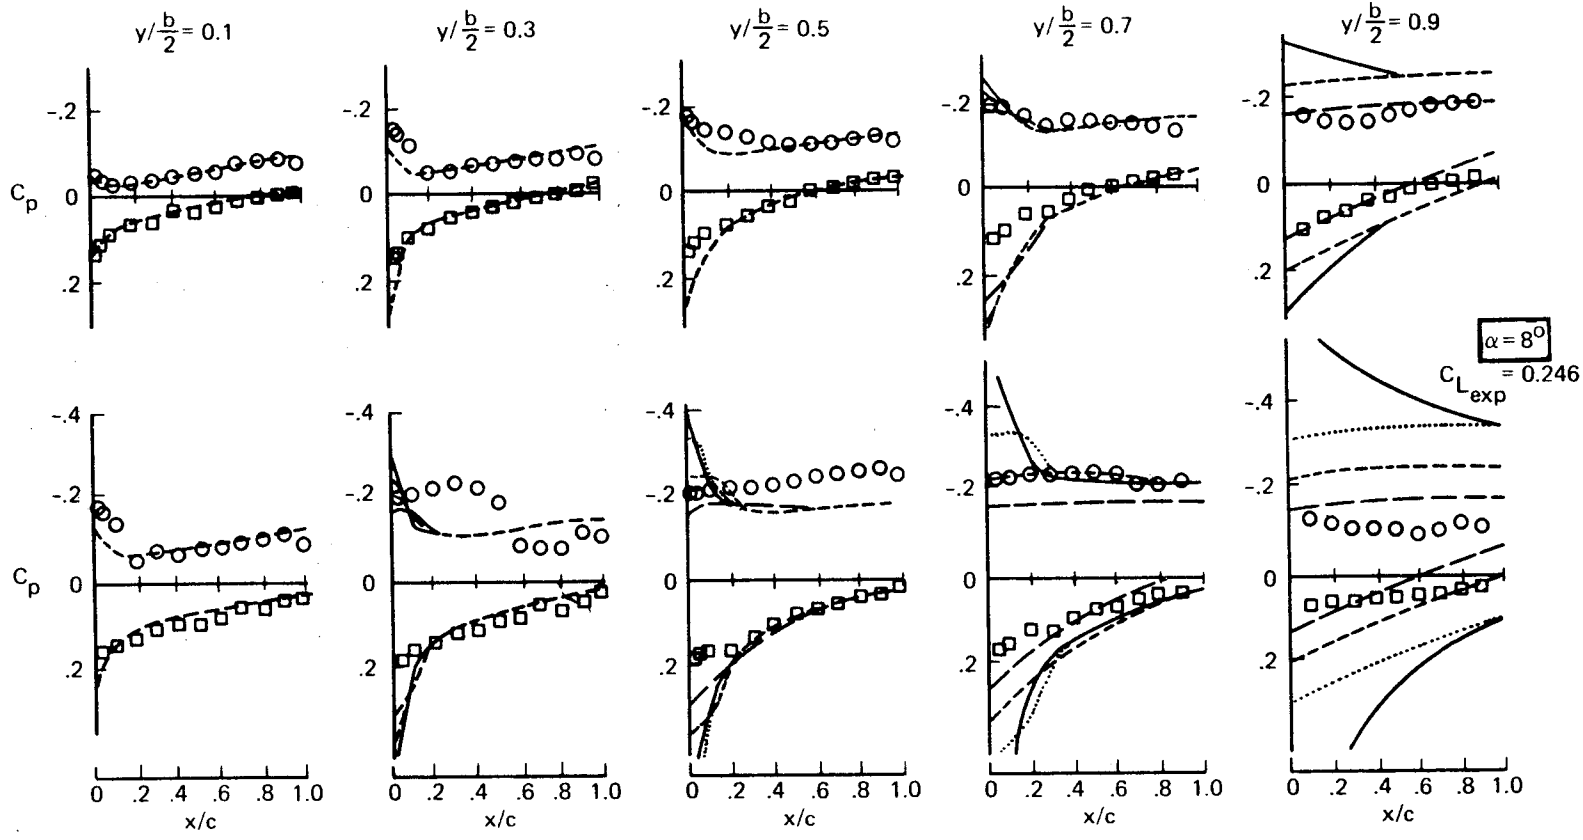 y/b/2 = 0.1
y/b/2 = 0.3
y/b/2 = 0.5
y/b/2 = 0.7
y/b/2 = 0.9
-.2
-.2
-.2
-.2
-.2
Cp
0
0
0
0
0
.2
.2
.2
.2
.2
α = 8°
CLexp = 0.246
-.4
-.4
-.4
-.4
-.4
-.2
-.2
-.2
-.2
-.2
Cp
0
0
0
0
0
.2
.2
.2
.2
.2
0 .2 .4 .6 .8 1.0
0 .2 .4 .6 .8 1.0
0 .2 .4 .6 .8 1.0
0 .2 .4 .6 .8 1.0
0 .2 .4 .6 .8 1.0
x/c
x/c
x/c
x/c
x/c